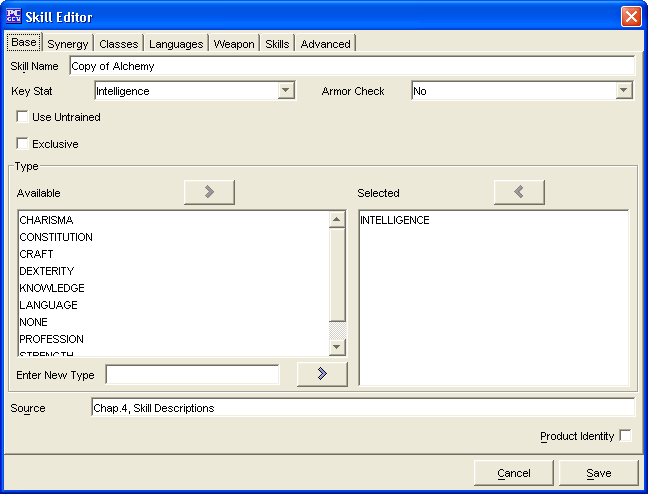 PC GEN Skill Editor
Base Synergy Classes Languages Weapon Skills Advanced
Skill Name Copy of Alchemy
Key Stat Intelligence Armor Check No
Use Untrained
Exclusive
Type
Available > Selected <
CHARISMA INTELLIGENCE
CONSTITUTION
CRAFT
DEXTERITY
KNOWLEDGE
LANGUAGE
NONE
PROFESSION
STRENGTH
Enter New Type >
Source Chap.4, Skill Descriptions
Product Identity
Cancel Save